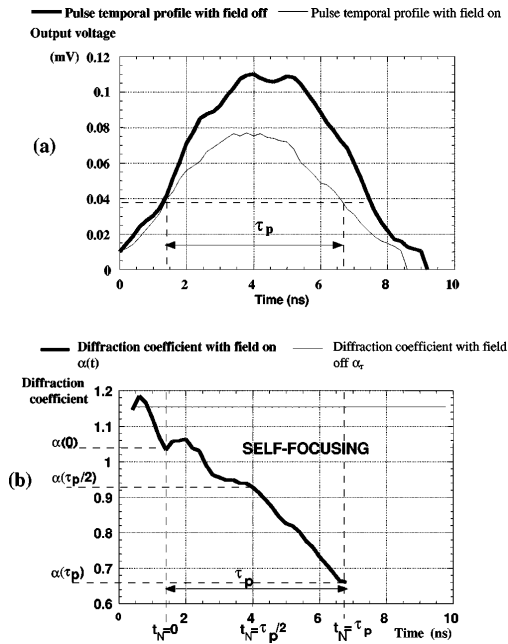 Pulse temporal profile with field off
Pulse temporal profile with field on
Output voltage
(mV)
(a)
0.12
0.1
0.08
0.06
0.04
0.02
0
τp
0 2 4 6 8 10
Time (ns)
Diffraction coefficient with field on
α(t)
Diffraction coefficient with field
off αr
Diffraction
coefficient
(b)
1.2
1.1
α(0)
1
α(τp/2)
0.9
0.8
0.7
α(τp)
0.6
SELF-FOCUSING
τp
0 2 4 6 8 10
tN=0
tN=τp/2
tN=τp
Time (ns)